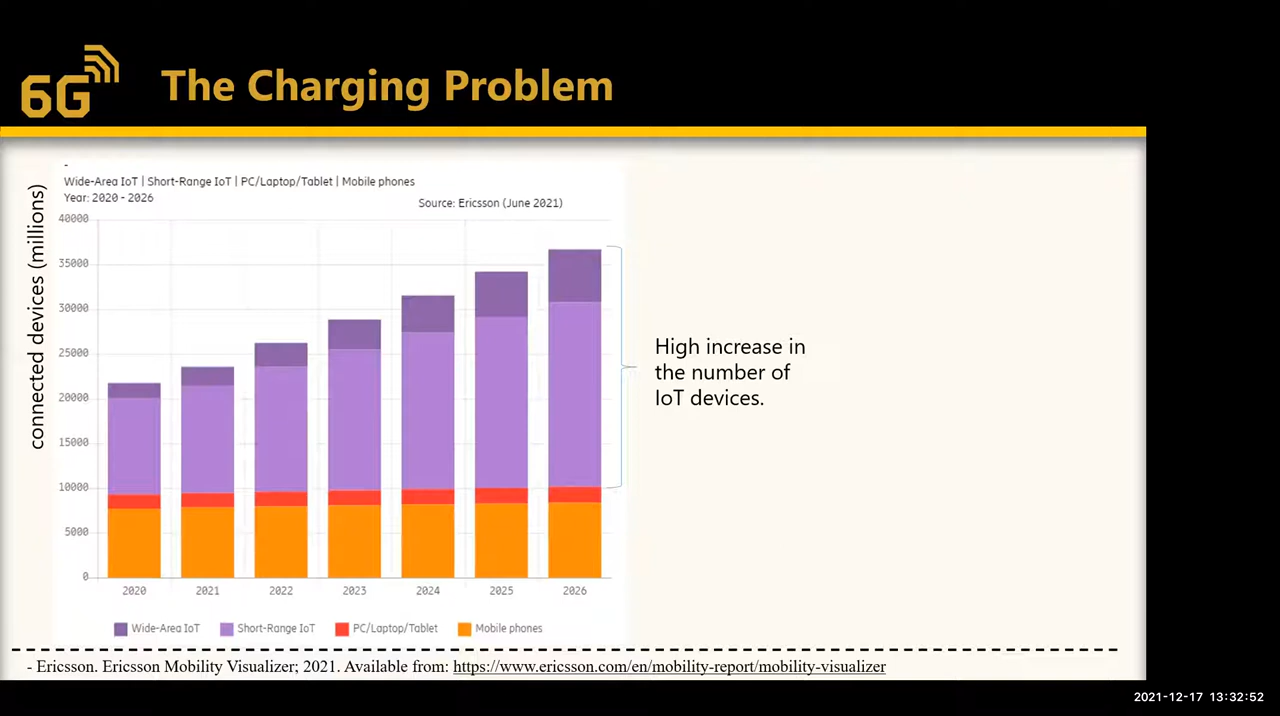 6G
The Charging Problem
-
Wide-Area IoT | Short-Range IoT | PC/Laptop/Tablet | Mobile phones
Year: 2020 - 2026
Source: Ericsson (June 2021)
connected devices (millions)
40000
35000
30000
25000
20000
15000
10000
5000
0
2020 2021 2022 2023 2024 2025 2026
High increase in
the number of
IoT devices.
Wide-Area IoT Short-Range IoT PC/Laptop/Tablet Mobile phones
- Ericsson. Ericsson Mobility Visualizer; 2021. Available from: https://www.ericsson.com/en/mobility-report/mobility-visualizer
2021-12-17 13:32:52